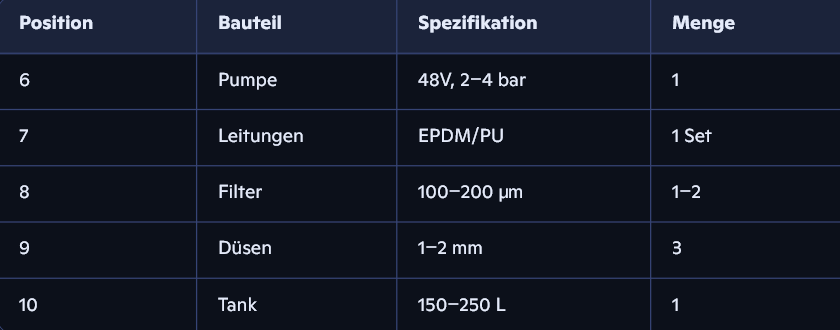 Position Bauteil Spezifikation Menge
6 Pumpe 48V, 2–4 bar 1
7 Leitungen EPDM/PU 1 Set
8 Filter 100–200 µm 1–2
9 Düsen 1–2 mm 3
10 Tank 150–250 L 1